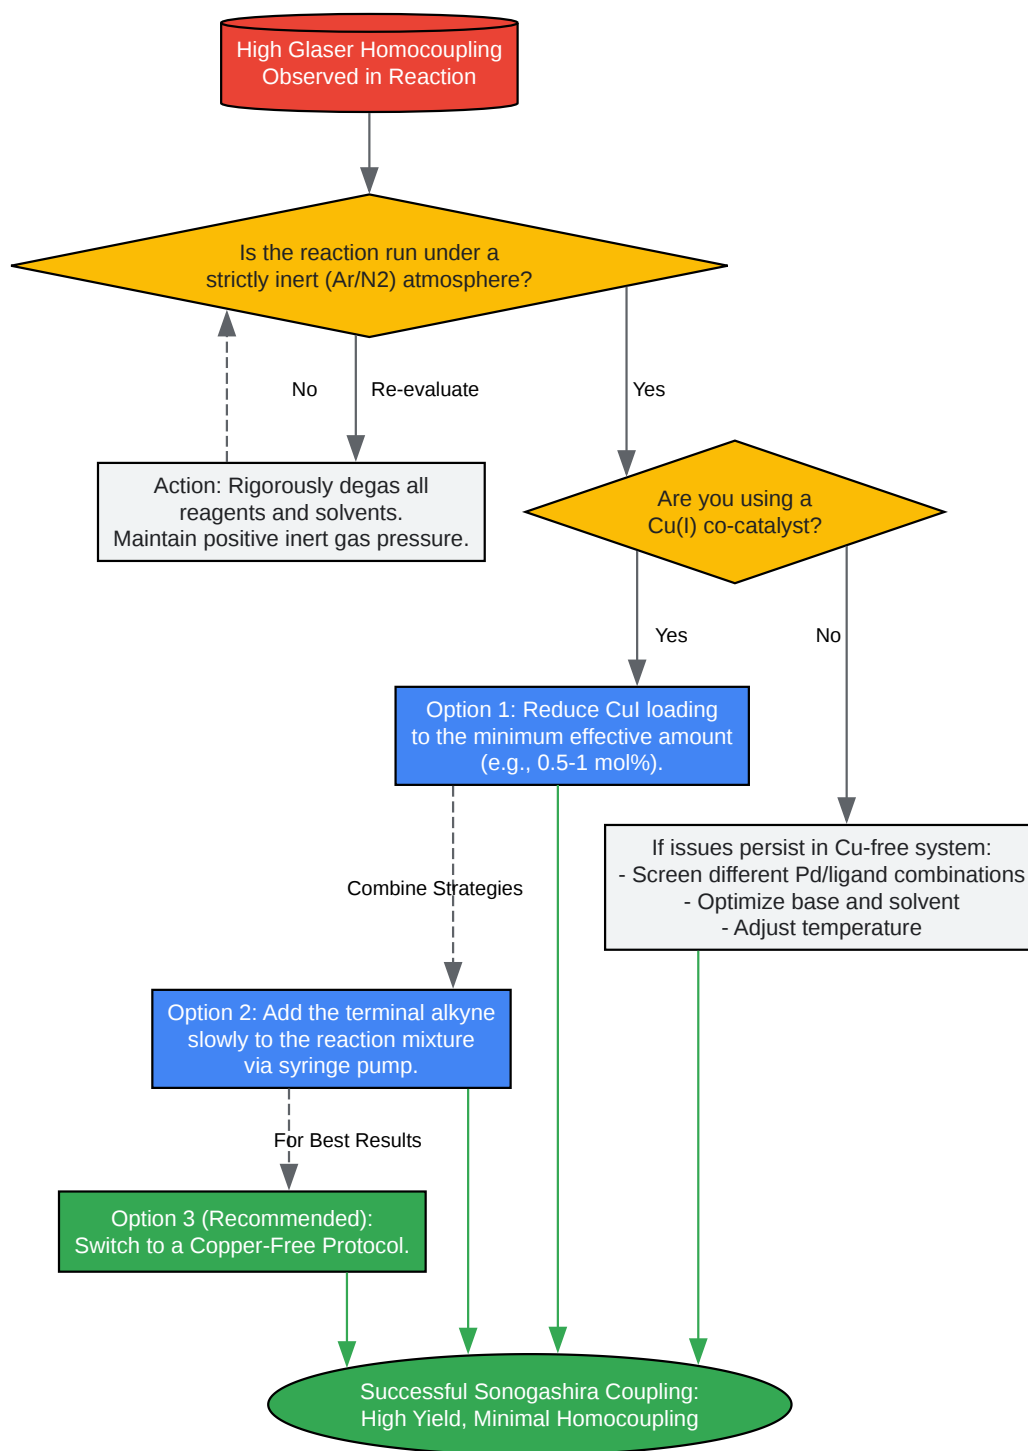 High Glaser Homocoupling
Observed in Reaction
Is the reaction run under a
strictly inert (Ar/N2) atmosphere?
No
Re-evaluate
Yes
Action: Rigorously degas all
reagents and solvents.
Maintain positive inert gas pressure.
Are you using a
Cu(I) co-catalyst?
Yes
No
Option 1: Reduce CuI loading
to the minimum effective amount
(e.g., 0.5-1 mol%).
If issues persist in Cu-free system:
- Screen different Pd/ligand combinations
- Optimize base and solvent
- Adjust temperature
Combine Strategies
Option 2: Add the terminal alkyne
slowly to the reaction mixture
via syringe pump.
For Best Results
Option 3 (Recommended):
Switch to a Copper-Free Protocol.
Successful Sonogashira Coupling:
High Yield, Minimal Homocoupling